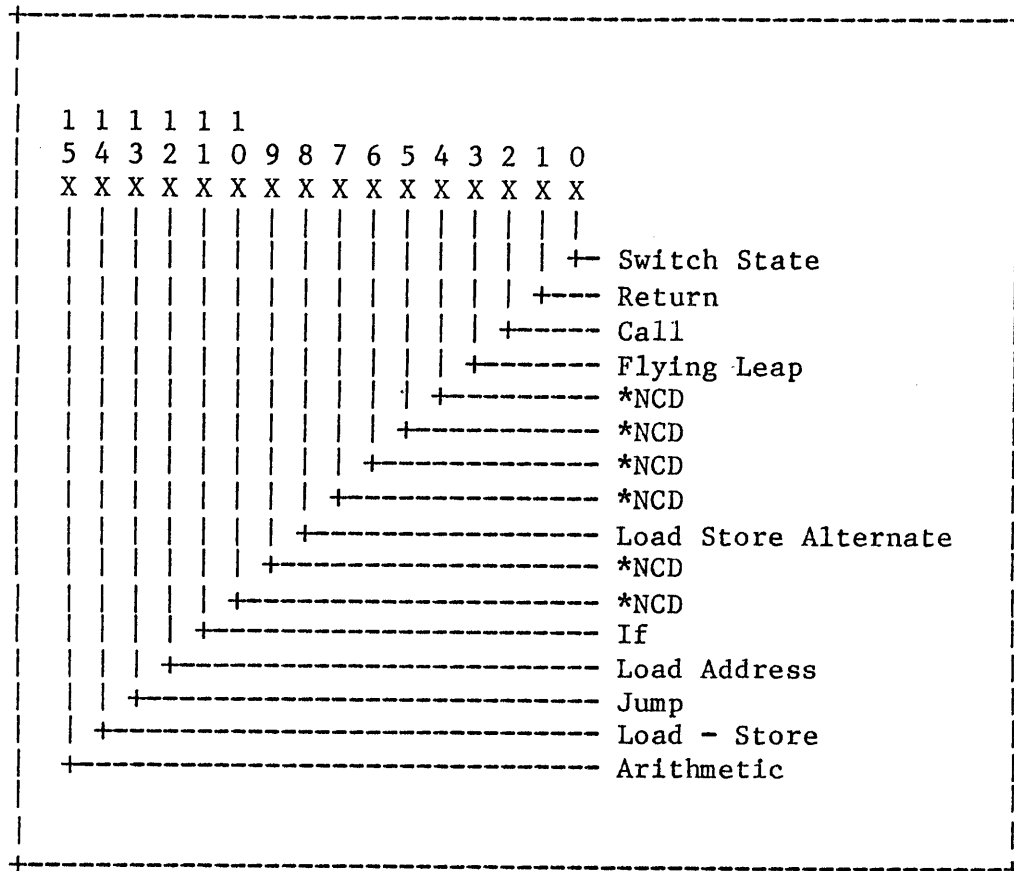 1 1 1 1 1 1
5 4 3 2 1 0 9 8 7 6 5 4 3 2 1 0
X X X X X X X X X X X X X X X X
Switch State
Return
Call
Flying Leap
*NCD
*NCD
*NCD
*NCD
Load Store Alternate
*NCD
*NCD
If
Load Address
Jump
Load - Store
Arithmetic